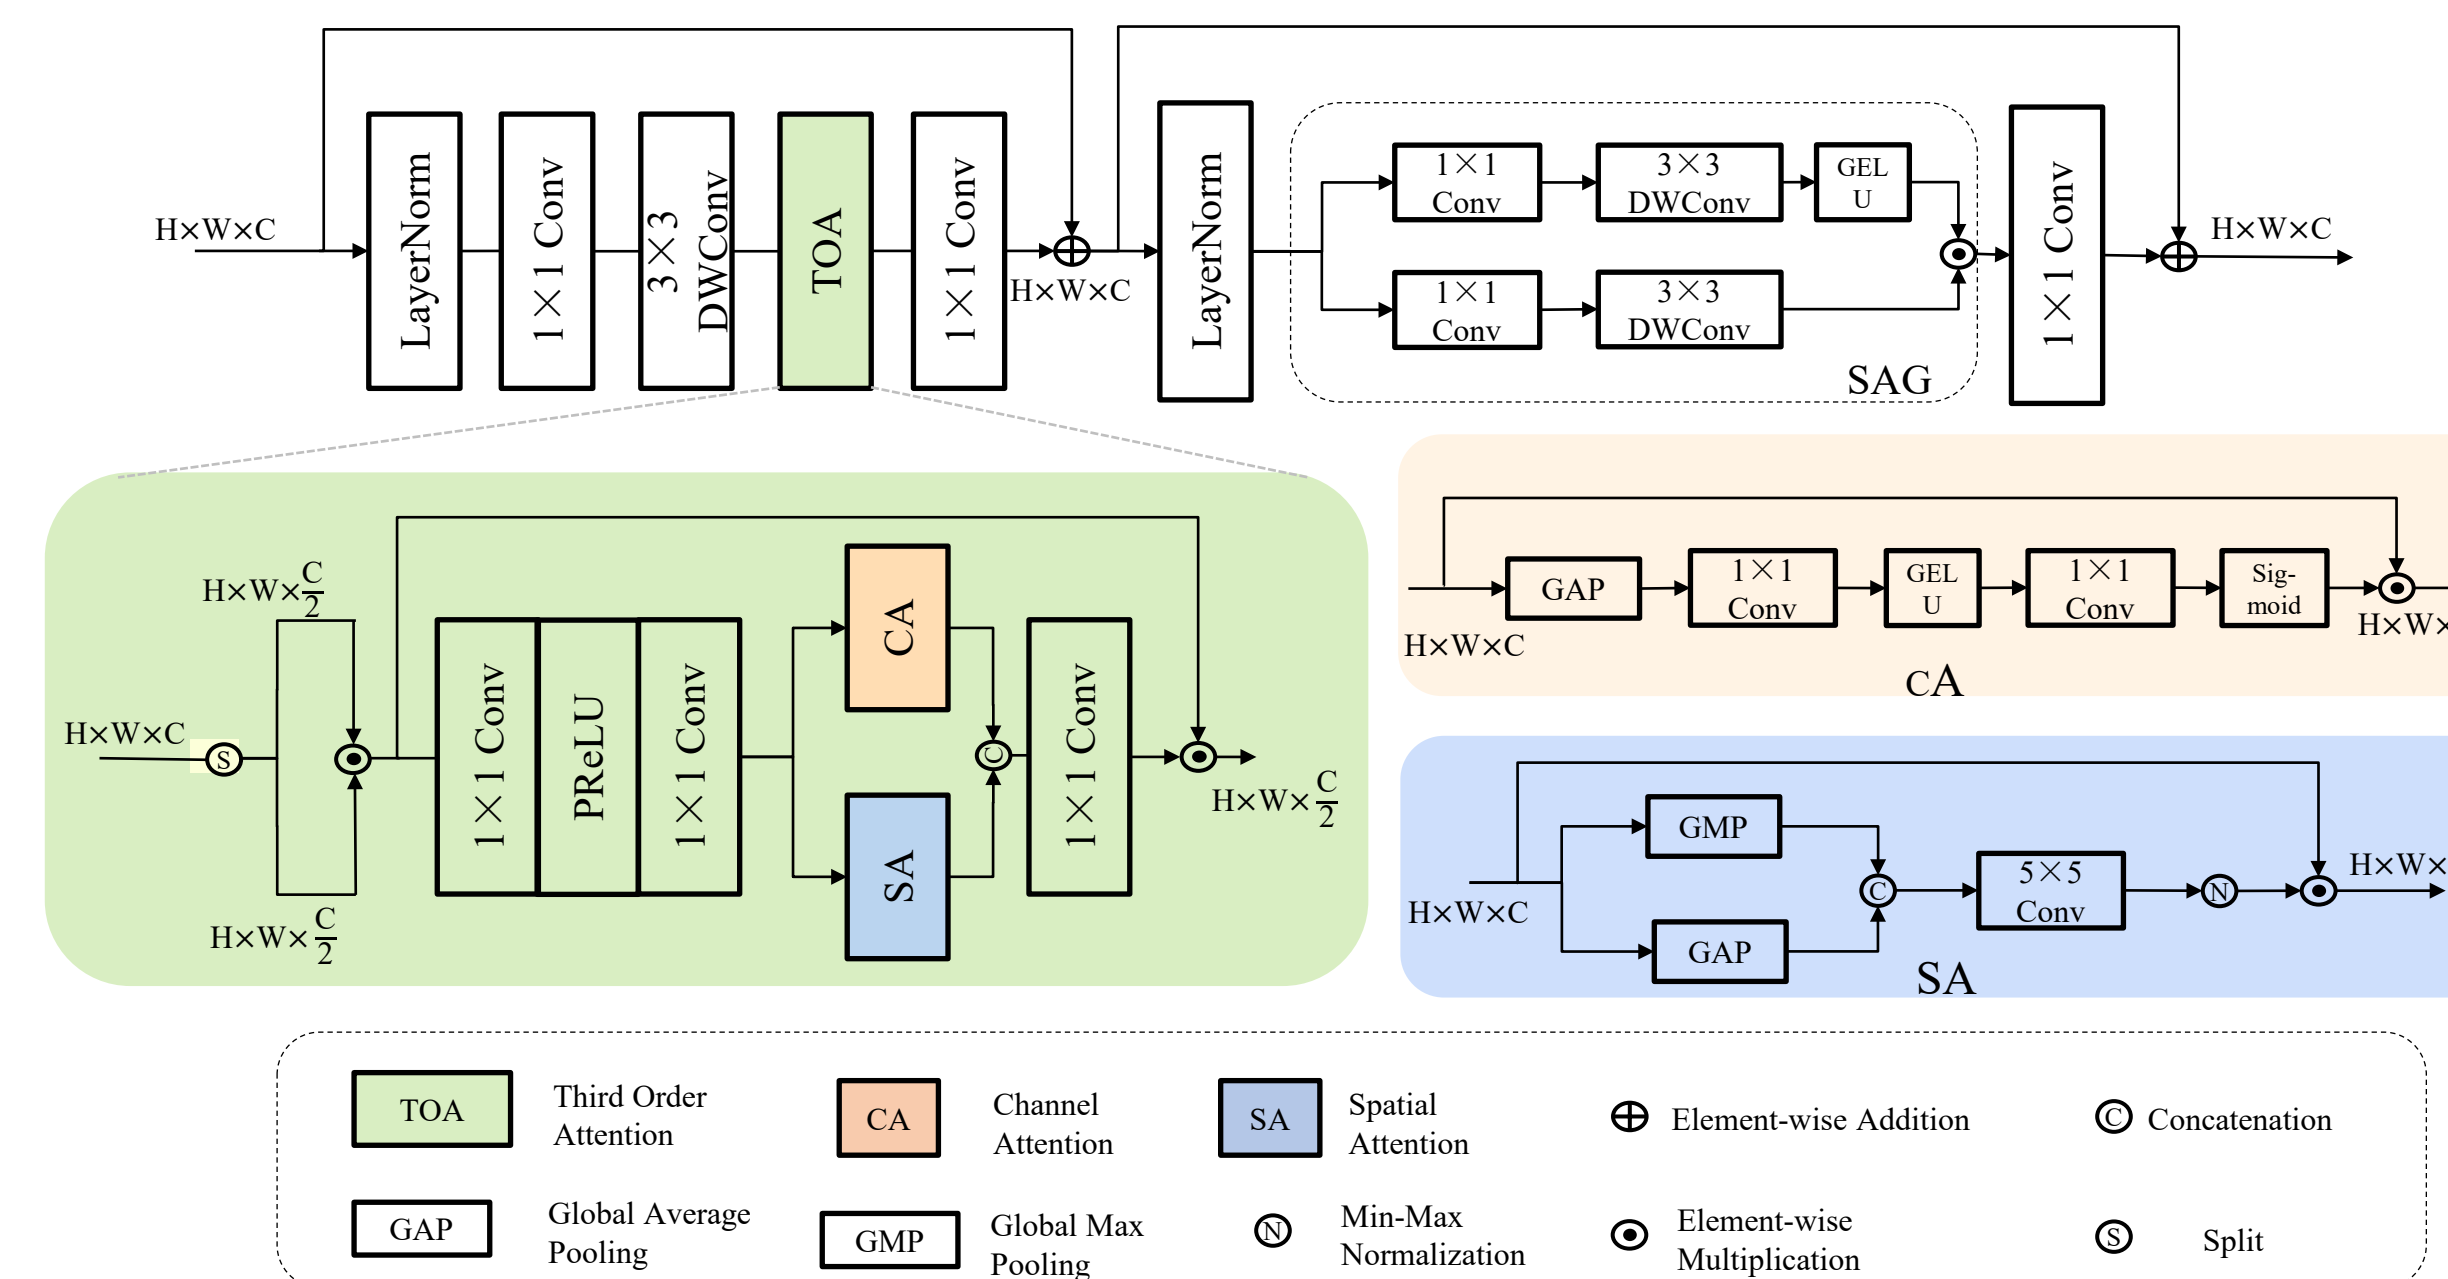 H×W×C
LayerNorm
1×1 Conv
3×3
DWConv
TOA
1×1 Conv
H×W×C
LayerNorm
1×1
Conv
3×3
DWConv
GEL
U
1×1
Conv
3×3
DWConv
SAG
1×1 Conv
H×W×C
H×W×C/2
H×W×C
S
H×W×C/2
1×1 Conv
PReLU
1×1 Conv
CA
SA
C
1×1 Conv
H×W×C/2
H×W×C
GAP
1×1
Conv
GEL
U
1×1
Conv
Sig-
moid
H×W×
CA
H×W×C
GMP
GAP
C
5×5
Conv
N
H×W×
SA
TOA
Third Order
Attention
CA
Channel
Attention
SA
Spatial
Attention
Element-wise Addition
C
Concatenation
GAP
Global Average
Pooling
GMP
Global Max
Pooling
N
Min-Max
Normalization
Element-wise
Multiplication
S
Split